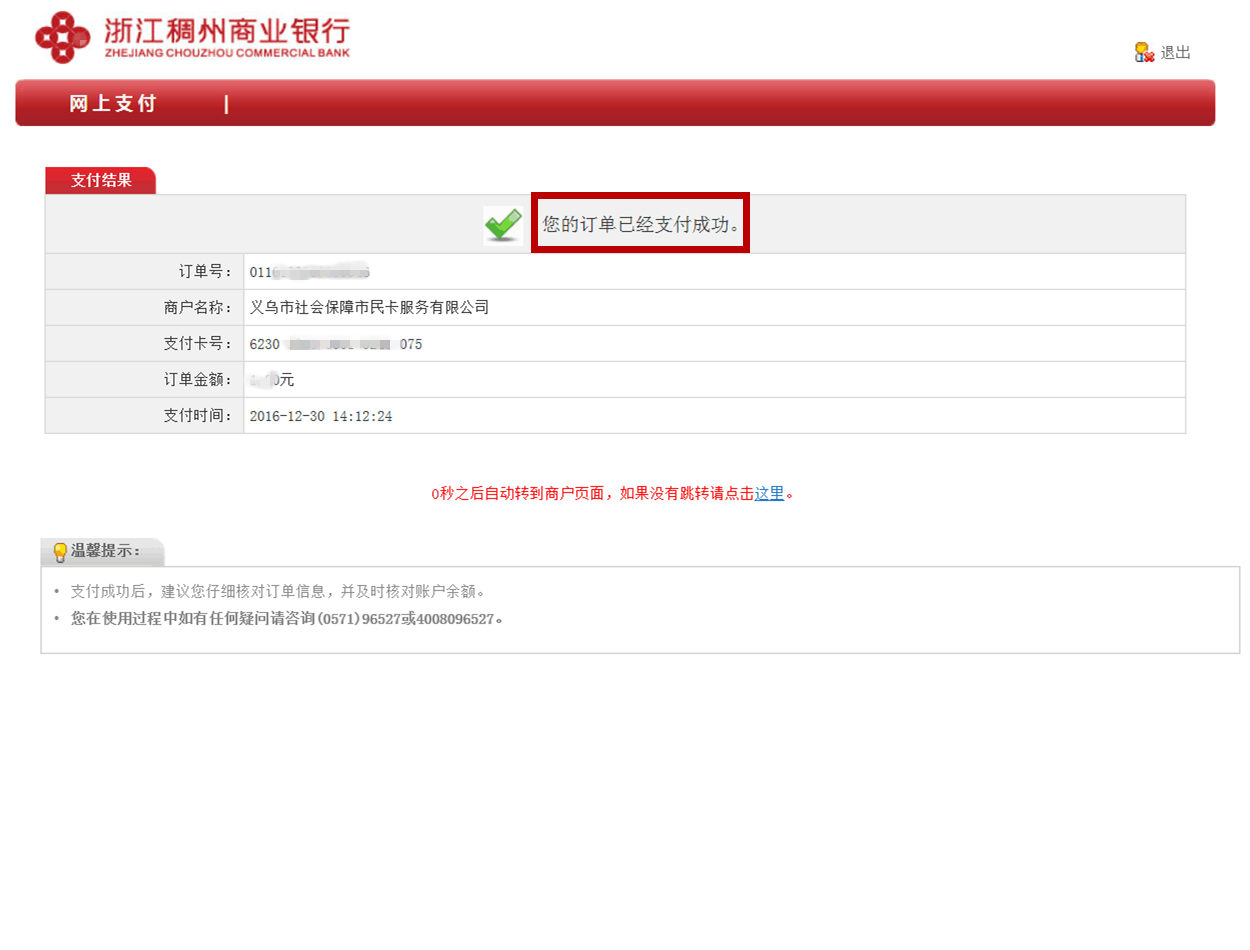 浙江稠州商业银行
ZHEJIANG CHOUZHOU COMMERCIAL BANK
退出
网上支付 |
支付结果
您的订单已经支付成功。
订单号： 011
商户名称： 义乌市社会保障市民卡服务有限公司
支付卡号： 6230 075
订单金额： 0元
支付时间： 2016-12-30 14:12:24
0秒之后自动转到商户页面，如果没有跳转请点击这里。
温馨提示：
• 支付成功后，建议您仔细核对订单信息，并及时核对账户余额。
• 您在使用过程中如有任何疑问请咨询(0571)96527或4008096527。